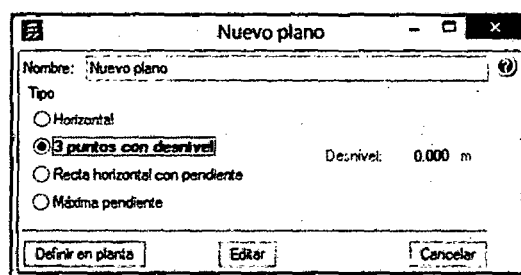 Nuevo plano
Nombre: Nuevo plano
Tipo
Horizontal
3 puntos con desnivel
Desnivel: 0.000 m
Recta horizontal con pendiente
Máxima pendiente
Definir en planta Editar Cancelar